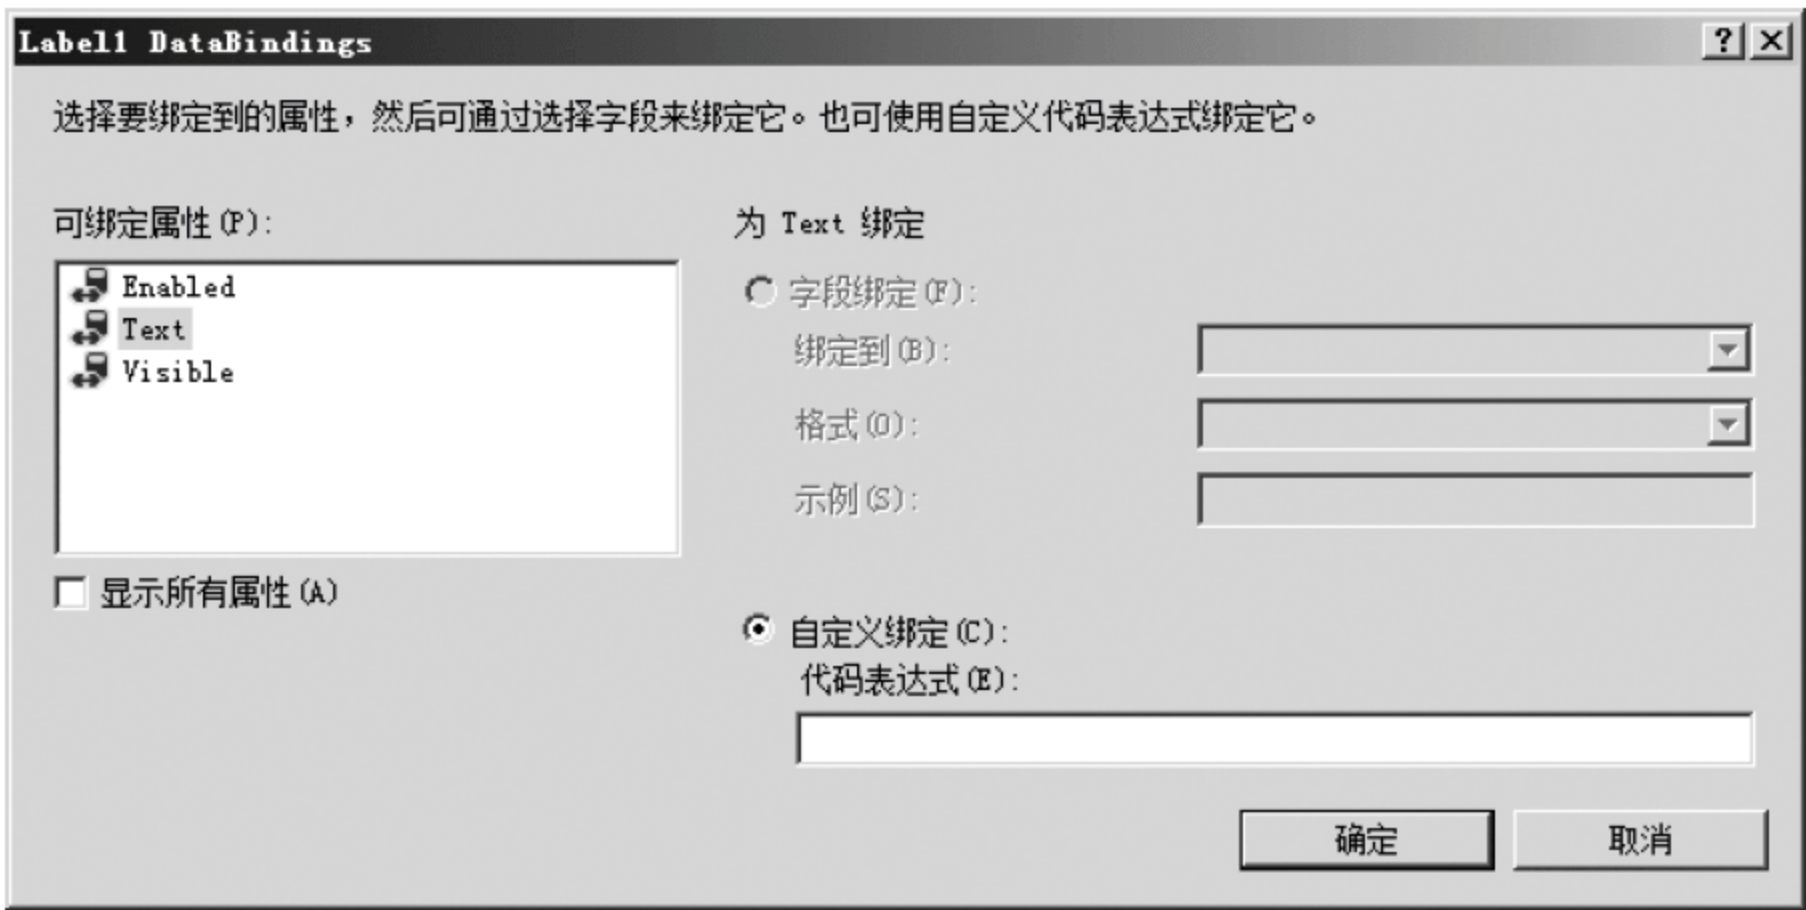 Label1 DataBindings
选择要绑定到的属性，然后可通过选择字段来绑定它。也可使用自定义代码表达式绑定它。
可绑定属性(P):
Enabled
Text
Visible
显示所有属性(A)
为 Text 绑定
字段绑定(F):
绑定到(B):
格式(O):
示例(S):
自定义绑定(C):
代码表达式(E):
确定
取消